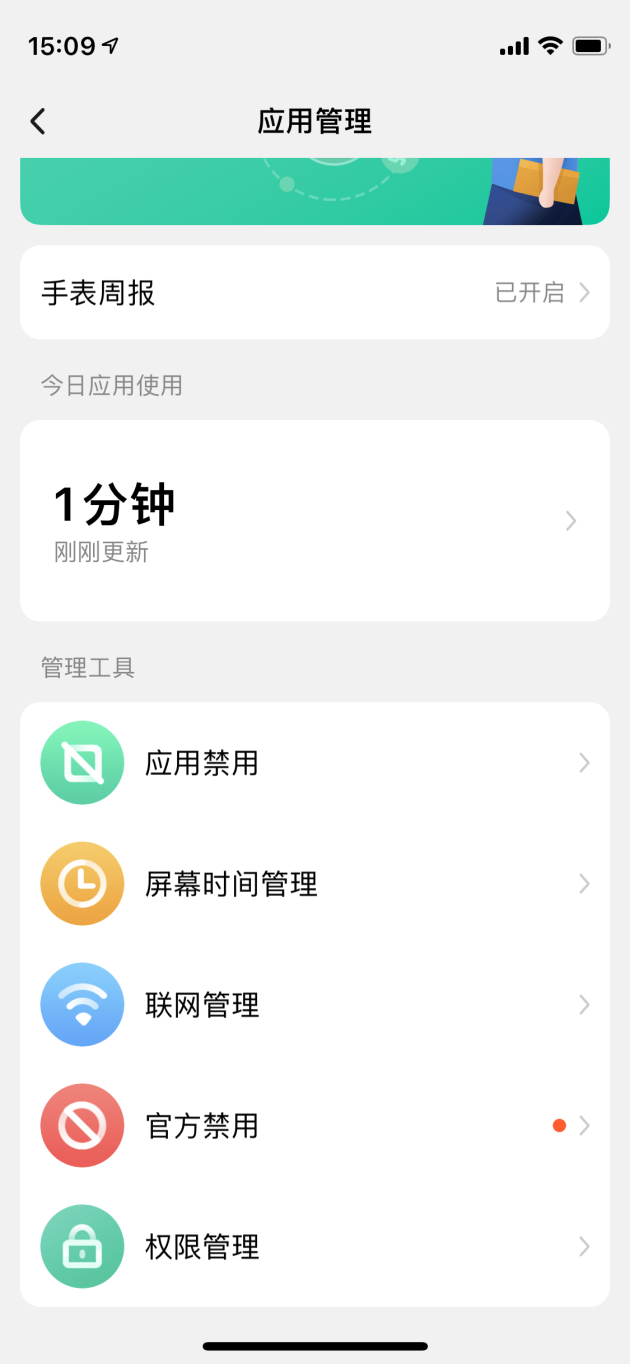 15:09
应用管理
手表周报
已开启
今日应用使用
1分钟
刚刚更新
管理工具
应用禁用
屏幕时间管理
联网管理
官方禁用
权限管理